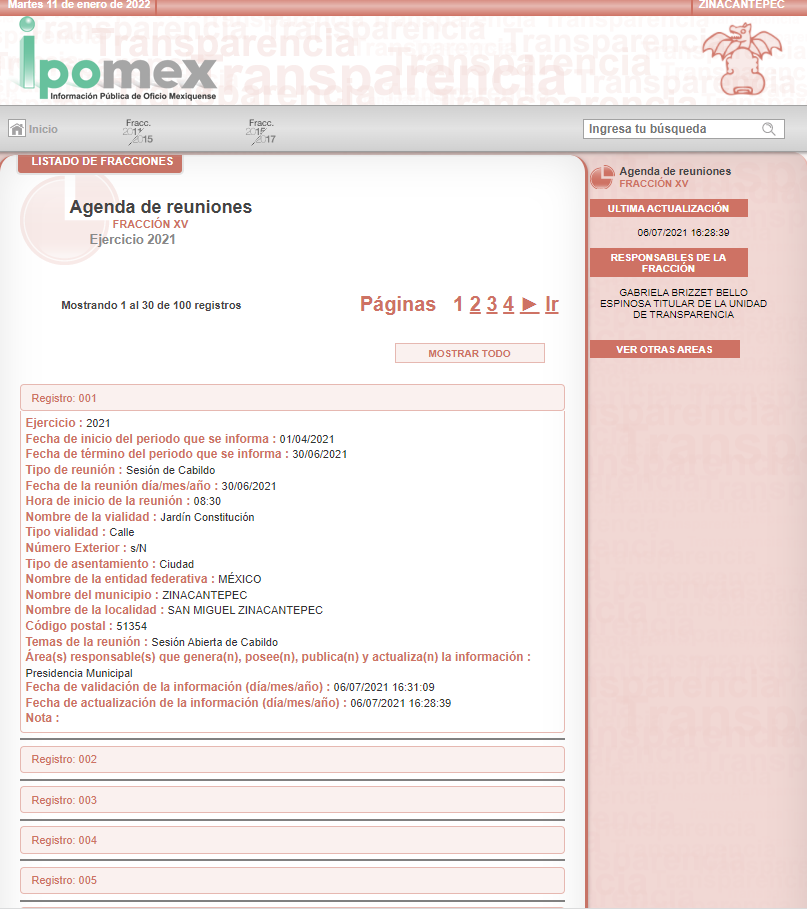 Martes 11 de enero de 2022
ZINACANTEPEC
ipomex
Información Pública de Oficio Mexiquense
Inicio
Fracc.
2014
/2015
Fracc.
2016
/2017
Ingresa tu búsqueda
LISTADO DE FRACCIONES
Agenda de reuniones
FRACCIÓN XV
Ejercicio 2021
Mostrando 1 al 30 de 100 registros
Páginas 1 2 3 4 ► Ir
MOSTRAR TODO
Registro: 001
Ejercicio : 2021
Fecha de inicio del periodo que se informa : 01/04/2021
Fecha de término del periodo que se informa : 30/06/2021
Tipo de reunión : Sesión de Cabildo
Fecha de la reunión día/mes/año : 30/06/2021
Hora de inicio de la reunión : 08:30
Nombre de la vialidad : Jardín Constitución
Tipo vialidad : Calle
Número Exterior : s/N
Tipo de asentamiento : Ciudad
Nombre de la entidad federativa : MÉXICO
Nombre del municipio : ZINACANTEPEC
Nombre de la localidad : SAN MIGUEL ZINACANTEPEC
Código postal : 51354
Temas de la reunión : Sesión Abierta de Cabildo
Área(s) responsable(s) que genera(n), posee(n), publica(n) y actualiza(n) la información :
Presidencia Municipal
Fecha de validación de la información (día/mes/año) : 06/07/2021 16:31:09
Fecha de actualización de la información (día/mes/año) : 06/07/2021 16:28:39
Nota :
Registro: 002
Registro: 003
Registro: 004
Registro: 005
Agenda de reuniones
FRACCIÓN XV
ULTIMA ACTUALIZACIÓN
06/07/2021 16:28:39
RESPONSABLES DE LA
FRACCIÓN
GABRIELA BRIZZET BELLO
ESPINOSA TITULAR DE LA UNIDAD
DE TRANSPARENCIA
VER OTRAS AREAS